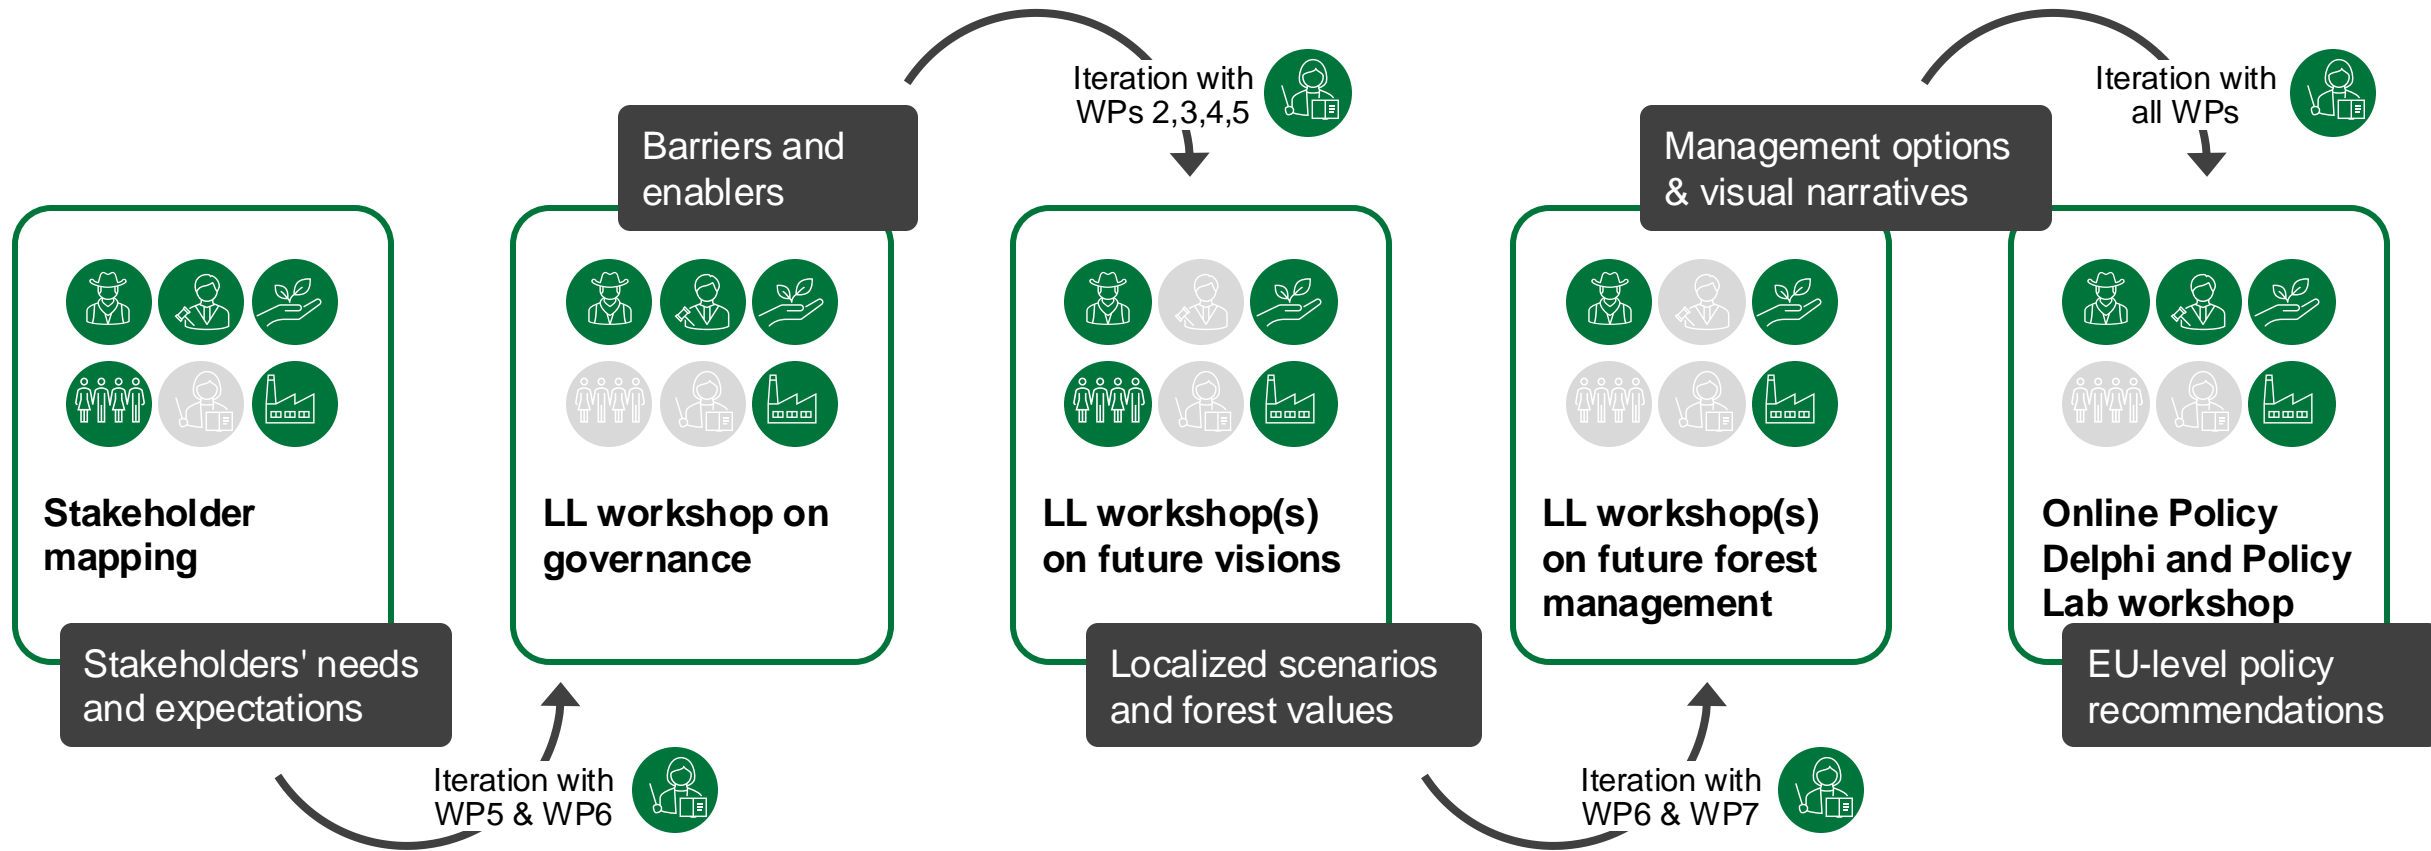 Stakeholder
mapping
Stakeholders' needs
and expectations
Iteration with
WP5 & WP6
Barriers and
enablers
LL workshop on
governance
Iteration with
WPs 2,3,4,5
LL workshop(s)
on future visions
Localized scenarios
and forest values
Iteration with
WP6 & WP7
Management options
& visual narratives
LL workshop(s)
on future forest
management
Iteration with
all WPs
Online Policy
Delphi and Policy
Lab workshop
EU-level policy
recommendations